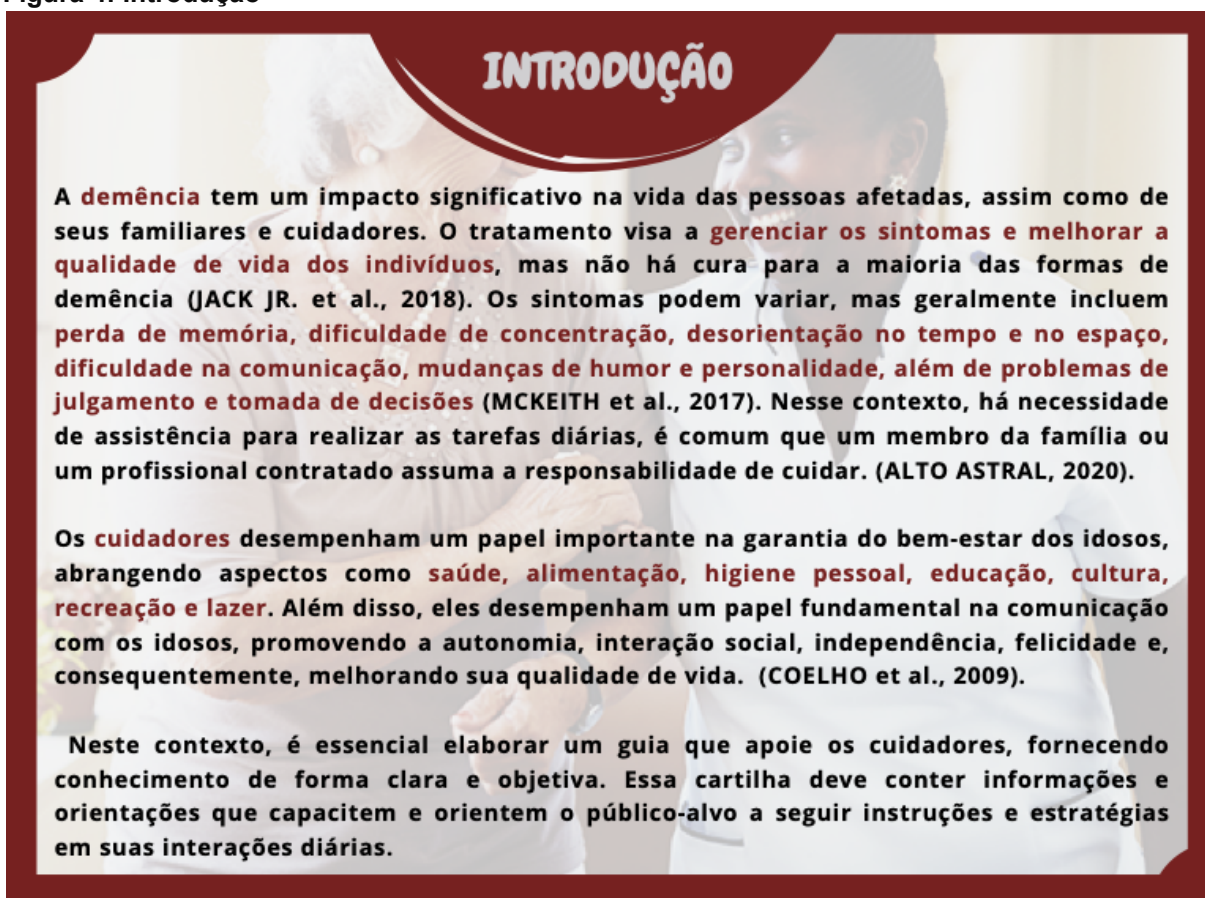 Figura 4. Introdução
INTRODUÇÃO
A demência tem um impacto significativo na vida das pessoas afetadas, assim como de
seus familiares e cuidadores. O tratamento visa a gerenciar os sintomas e melhorar a
qualidade de vida dos indivíduos, mas não há cura para a maioria das formas de
demência (JACK JR. et al., 2018). Os sintomas podem variar, mas geralmente incluem
perda de memória, dificuldade de concentração, desorientação no tempo e no espaço,
dificuldade na comunicação, mudanças de humor e personalidade, além de problemas de
julgamento e tomada de decisões (MCKEITH et al., 2017). Nesse contexto, há necessidade
de assistência para realizar as tarefas diárias, é comum que um membro da família ou
um profissional contratado assuma a responsabilidade de cuidar. (ALTO ASTRAL, 2020).
Os cuidadores desempenham um papel importante na garantia do bem-estar dos idosos,
abrangendo aspectos como saúde, alimentação, higiene pessoal, educação, cultura,
recreação e lazer. Além disso, eles desempenham um papel fundamental na comunicação
com os idosos, promovendo a autonomia, interação social, independência, felicidade e,
consequentemente, melhorando sua qualidade de vida. (COELHO et al., 2009).
Neste contexto, é essencial elaborar um guia que apoie os cuidadores, fornecendo
conhecimento de forma clara e objetiva. Essa cartilha deve conter informações e
orientações que capacitem e orientem o público-alvo a seguir instruções e estratégias
em suas interações diárias.